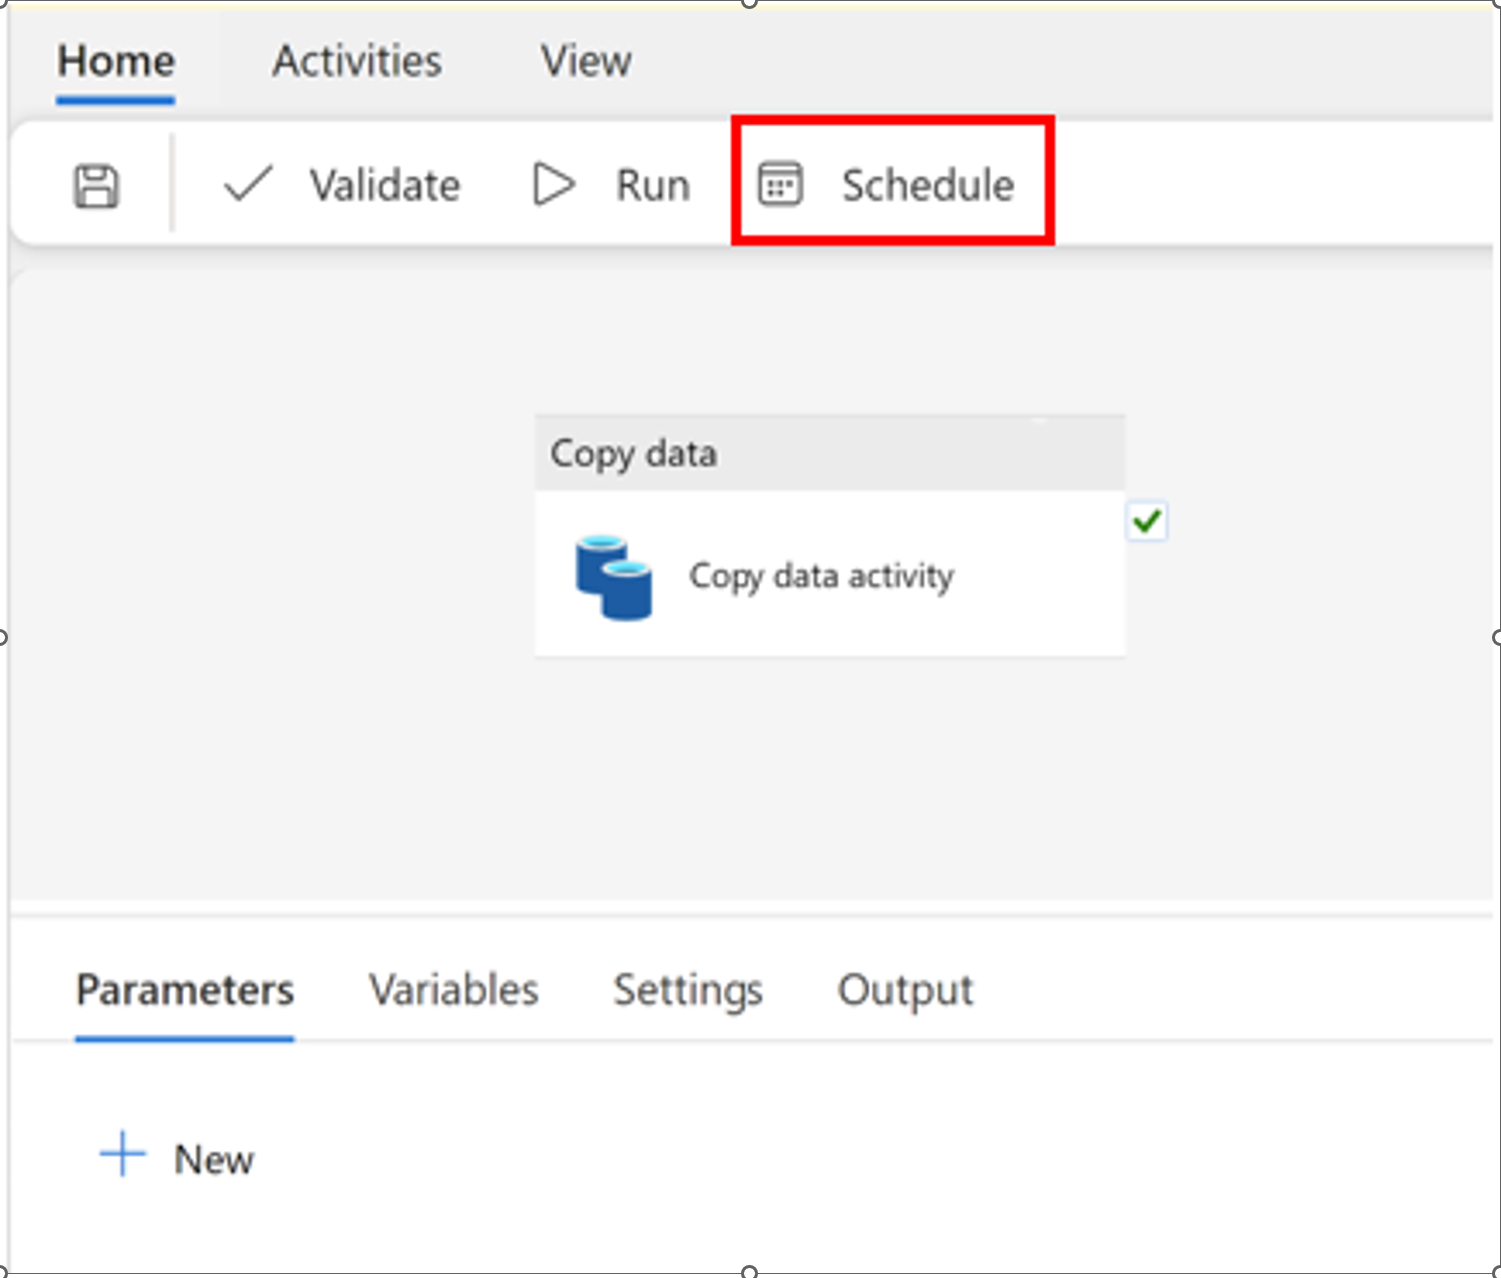 Home Activities View
Validate Run Schedule
Copy data
Copy data activity
Parameters Variables Settings Output
New